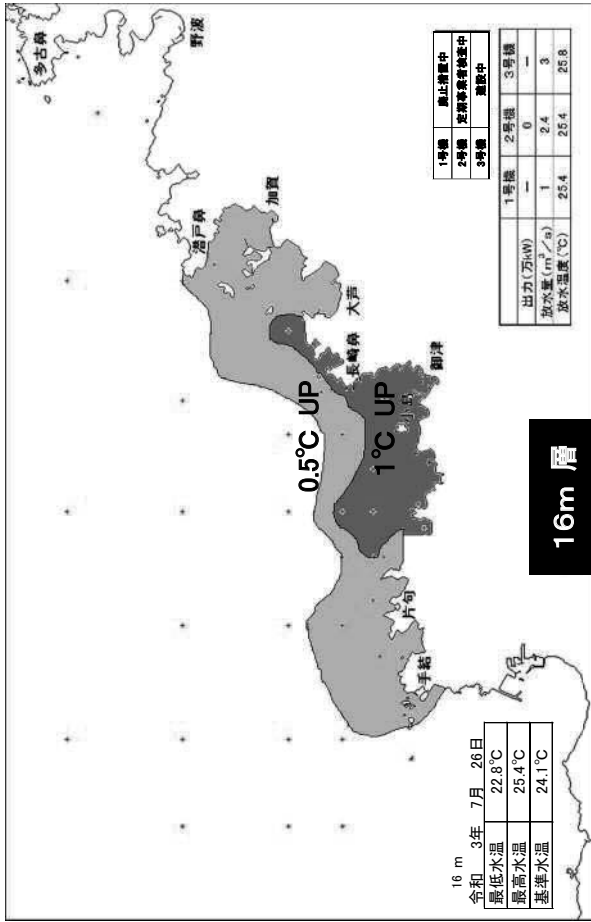 多古鼻
野波
潜戸鼻
加賀
大芦
長崎鼻
0.5℃ UP
1℃ UP
小島
御津
片句
手結
16m 層
16 m
令和 3年 7月 26日
最低水温 22.8℃
最高水温 25.4℃
基準水温 24.1℃
1号機 廃止措置中
2号機 定期事業者検査中
3号機 建設中
1号機 2号機 3号機
出力(万kW) － 0 －
放水量(m³/s) 1 2.4 3
放水温度(℃) 25.4 25.4 25.8